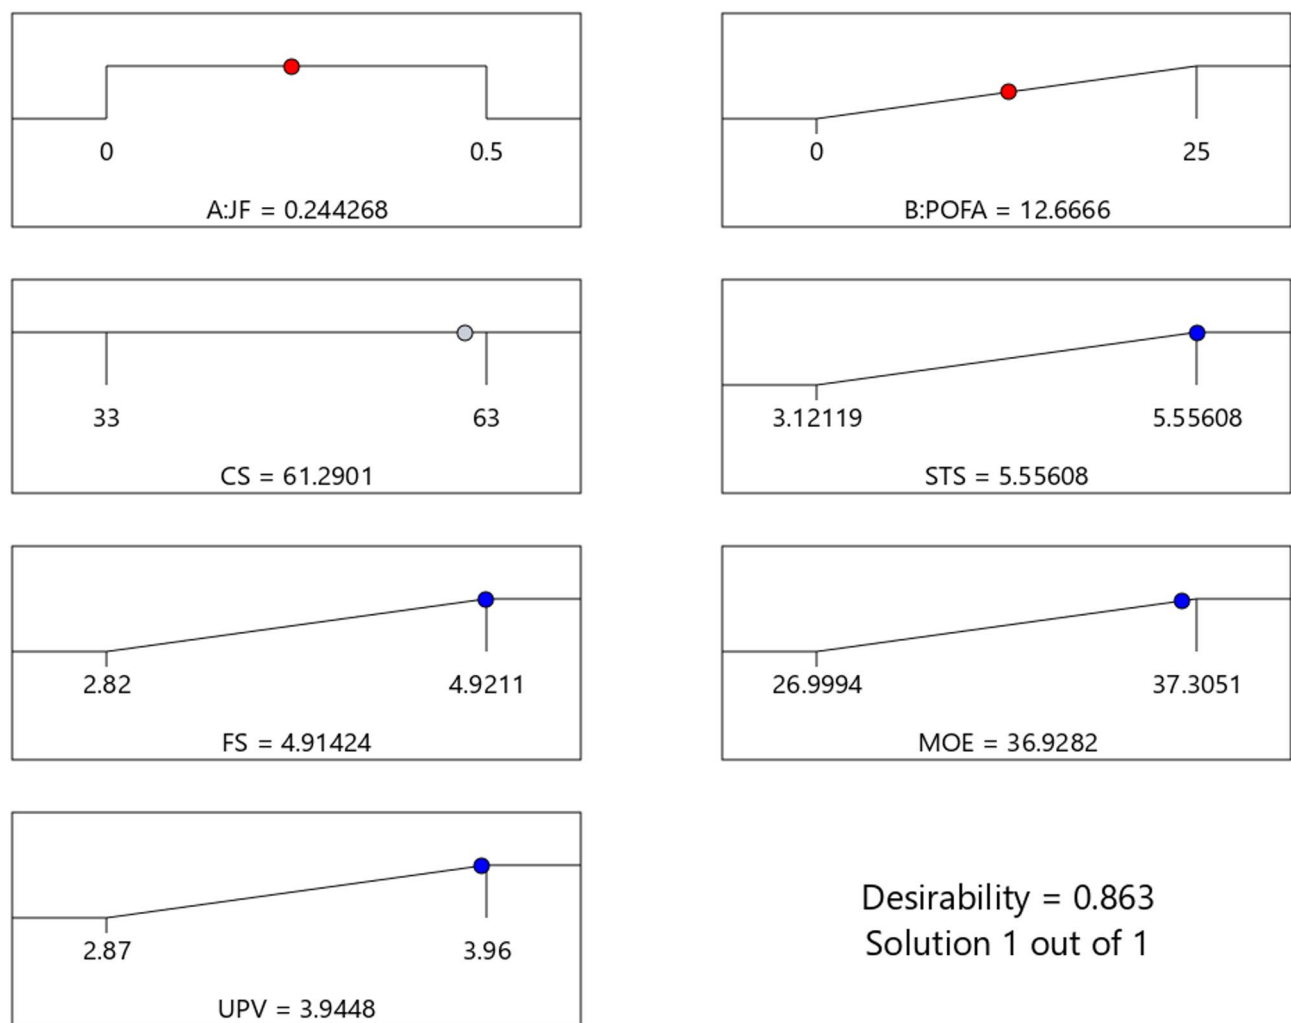 0 0.5
A:JF = 0.244268
0 25
B:POFA = 12.6666
33 63
CS = 61.2901
3.12119 5.55608
STS = 5.55608
2.82 4.9211
FS = 4.91424
26.9994 37.3051
MOE = 36.9282
2.87 3.96
UPV = 3.9448
Desirability = 0.863
Solution 1 out of 1